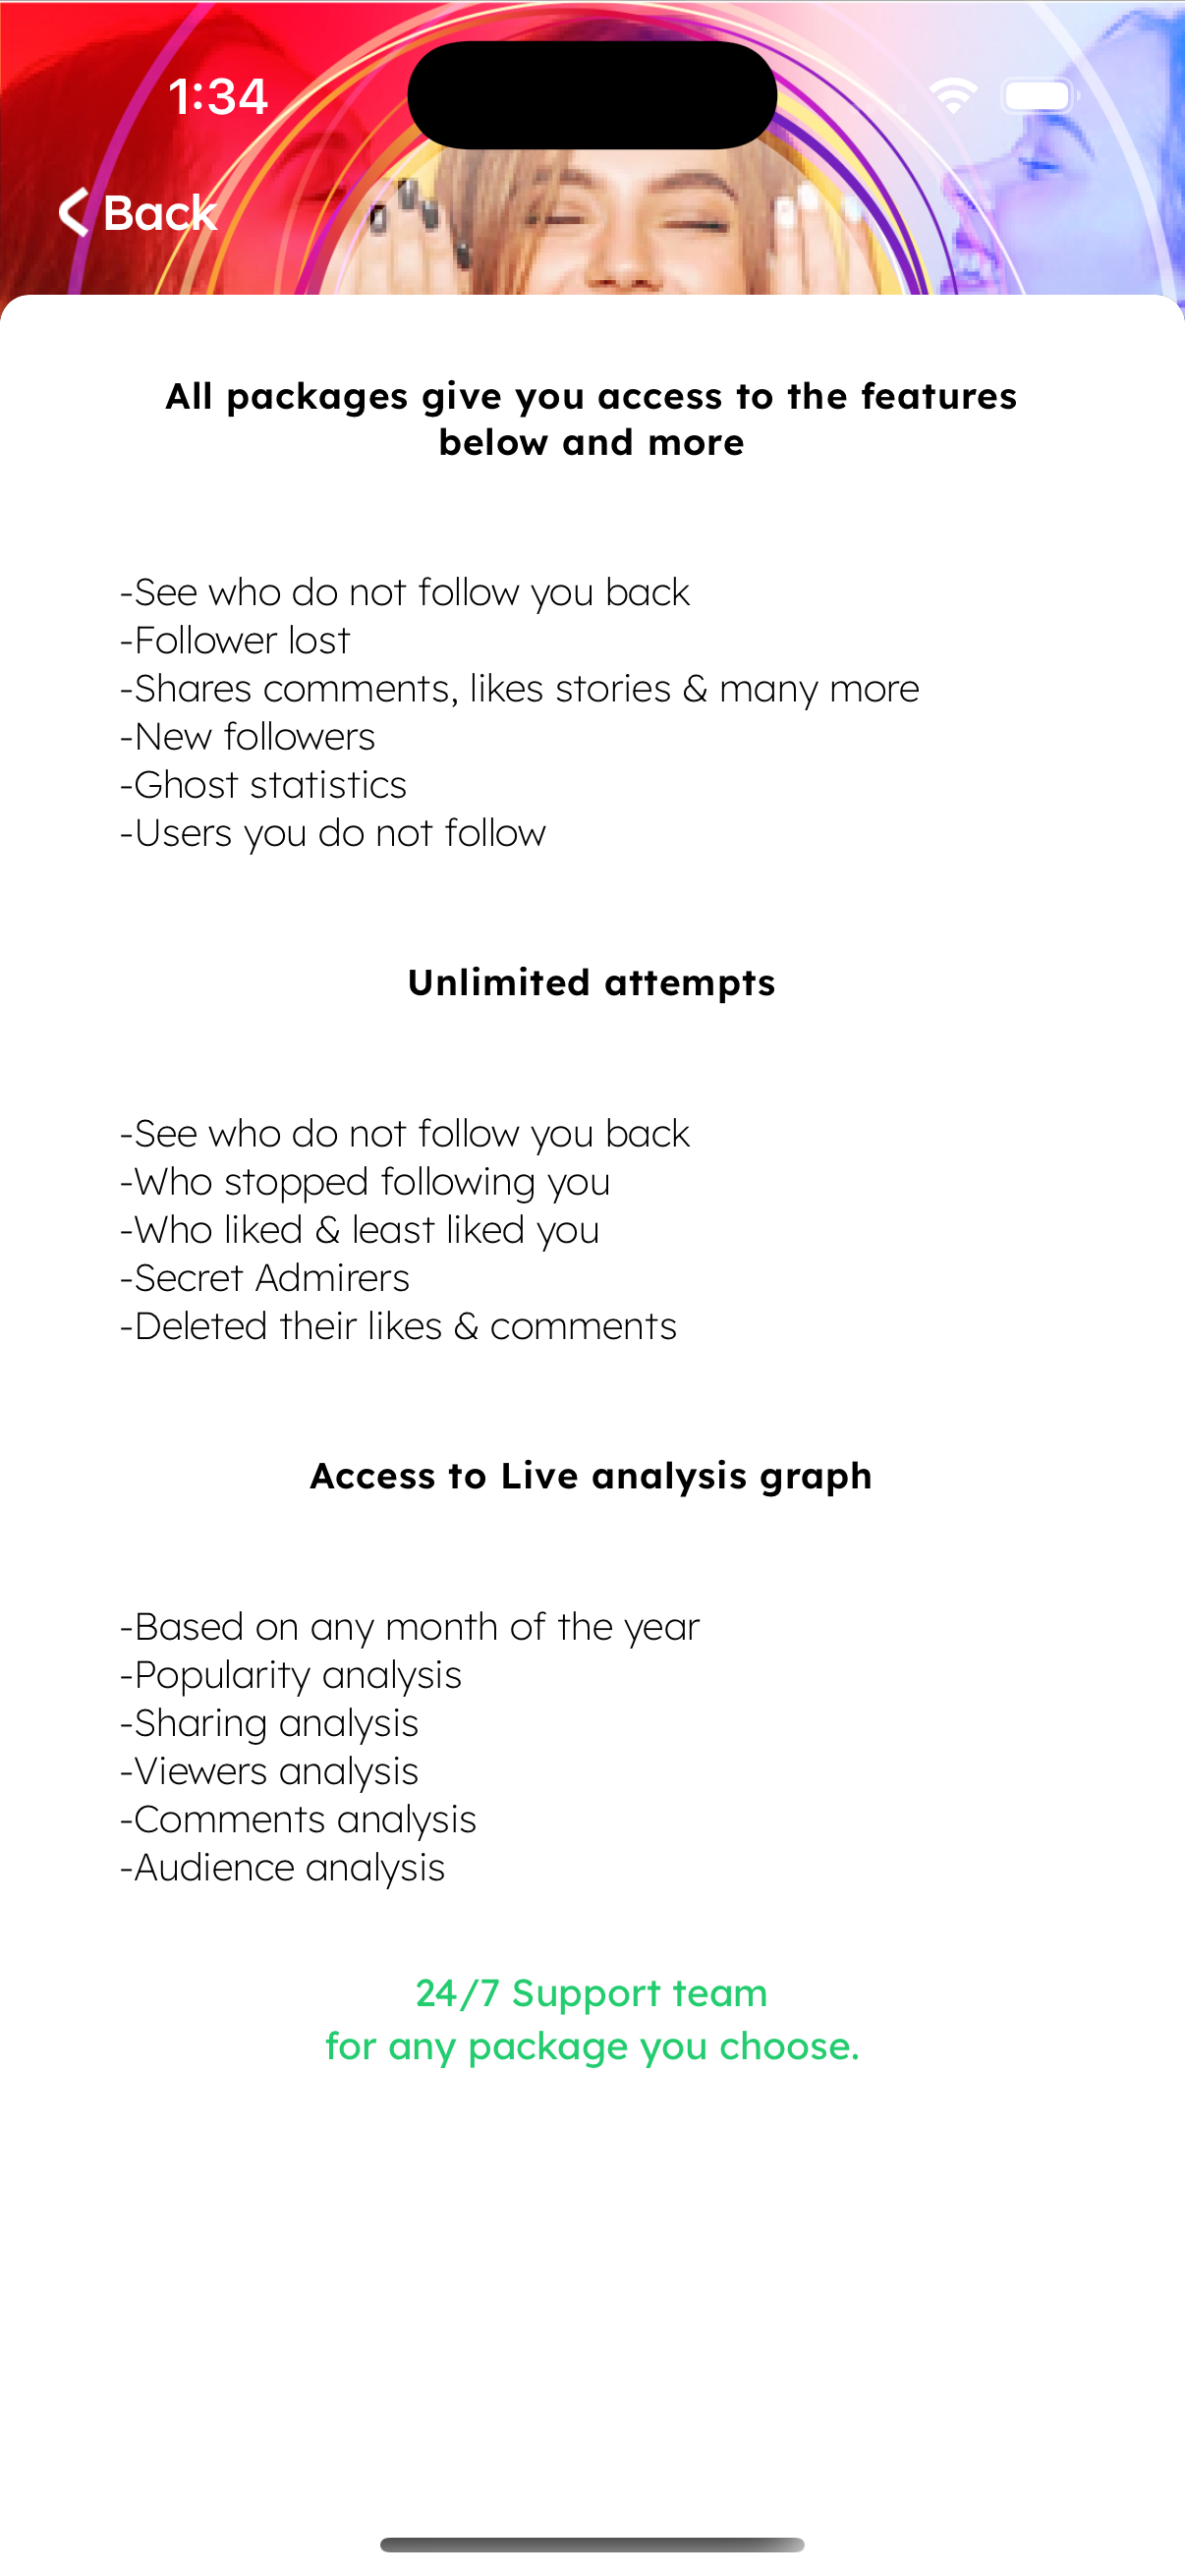 1:34
Back
All packages give you access to the features
below and more
-See who do not follow you back
-Follower lost
-Shares comments, likes stories & many more
-New followers
-Ghost statistics
-Users you do not follow
Unlimited attempts
-See who do not follow you back
-Who stopped following you
-Who liked & least liked you
-Secret Admirers
-Deleted their likes & comments
Access to Live analysis graph
-Based on any month of the year
-Popularity analysis
-Sharing analysis
-Viewers analysis
-Comments analysis
-Audience analysis
24/7 Support team
for any package you choose.